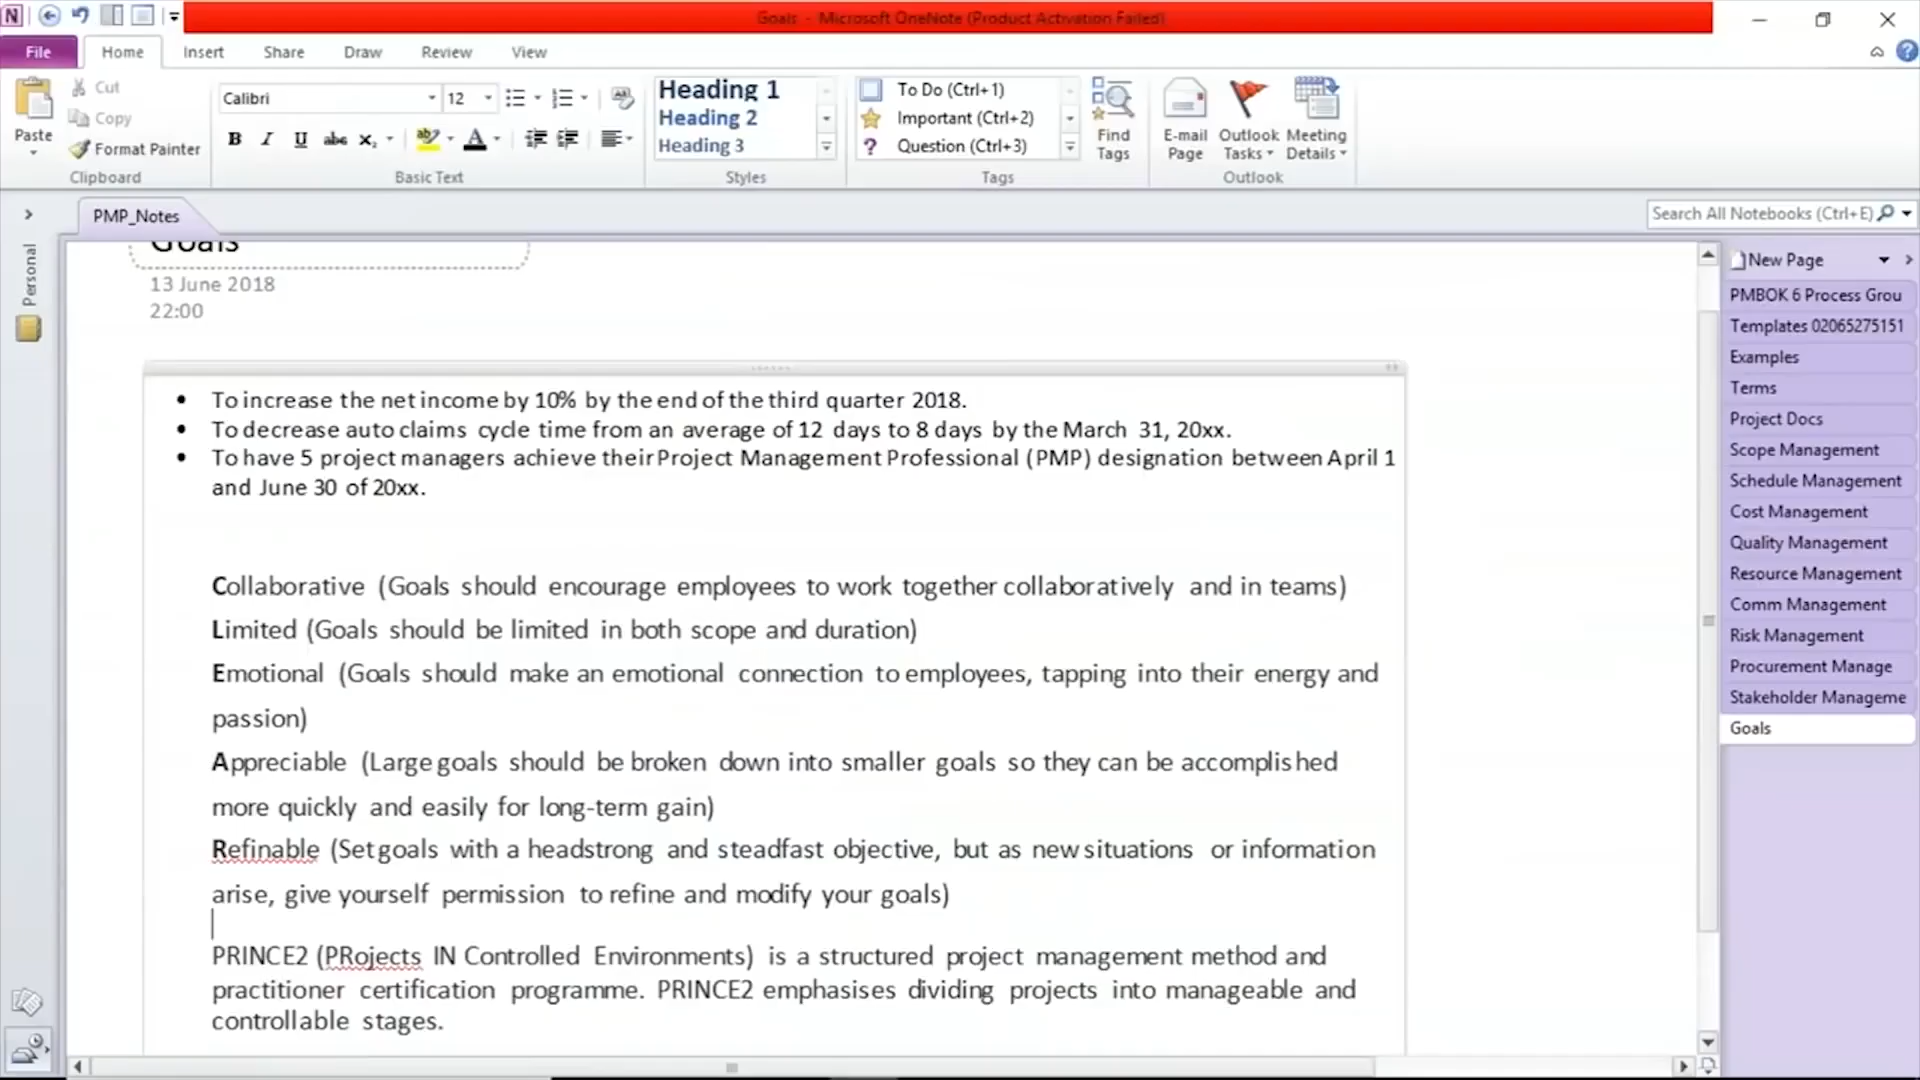 Goals - Microsoft OneNote (Product Activation Failed)
File Home Insert Share Draw Review View
Cut
Copy
Format Painter
Paste
Clipboard
Calibri 12
B I U abc x₂ A
Basic Text
Heading 1
Heading 2
Heading 3
Styles
To Do (Ctrl+1)
Important (Ctrl+2)
Question (Ctrl+3)
Tags
Find Tags
E-mail Page
Outlook Tasks
Meeting Details
Outlook
PMP_Notes
Search All Notebooks (Ctrl+E)
Personal
Goals
13 June 2018
22:00
• To increase the net income by 10% by the end of the third quarter 2018.
• To decrease auto claims cycle time from an average of 12 days to 8 days by the March 31, 20xx.
• To have 5 project managers achieve their Project Management Professional (PMP) designation between April 1
and June 30 of 20xx.
Collaborative (Goals should encourage employees to work together collaboratively and in teams)
Limited (Goals should be limited in both scope and duration)
Emotional (Goals should make an emotional connection to employees, tapping into their energy and
passion)
Appreciable (Large goals should be broken down into smaller goals so they can be accomplished
more quickly and easily for long-term gain)
Refinable (Set goals with a headstrong and steadfast objective, but as new situations or information
arise, give yourself permission to refine and modify your goals)
PRINCE2 (PRojects IN Controlled Environments) is a structured project management method and
practitioner certification programme. PRINCE2 emphasises dividing projects into manageable and
controllable stages.
New Page
PMBOK 6 Process Grou
Templates 02065275151
Examples
Terms
Project Docs
Scope Management
Schedule Management
Cost Management
Quality Management
Resource Management
Comm Management
Risk Management
Procurement Manage
Stakeholder Manageme
Goals